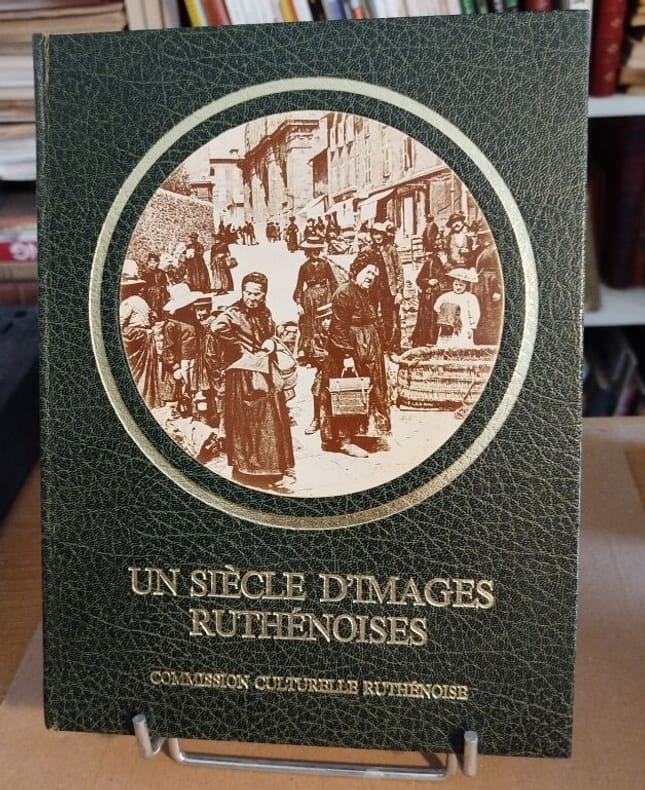 UN SIÈCLE D'IMAGES
RUTHÉNOISES
COMMISSION CULTURELLE RUTHÉNOISE